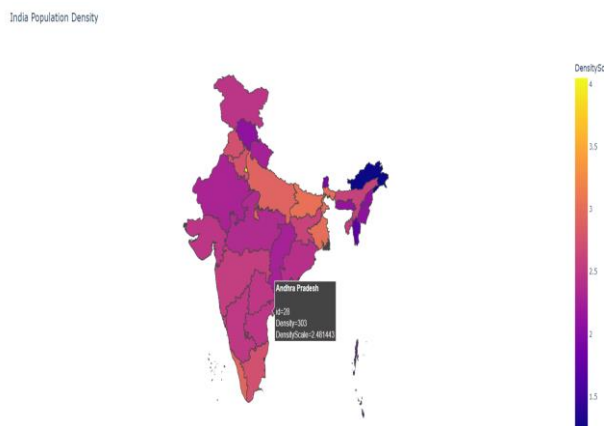 India Population Density
DensitySc
4
3.5
3
2.5
2
1.5
Andhra Pradesh
id=28
Density=303
DensityScale=2.481443